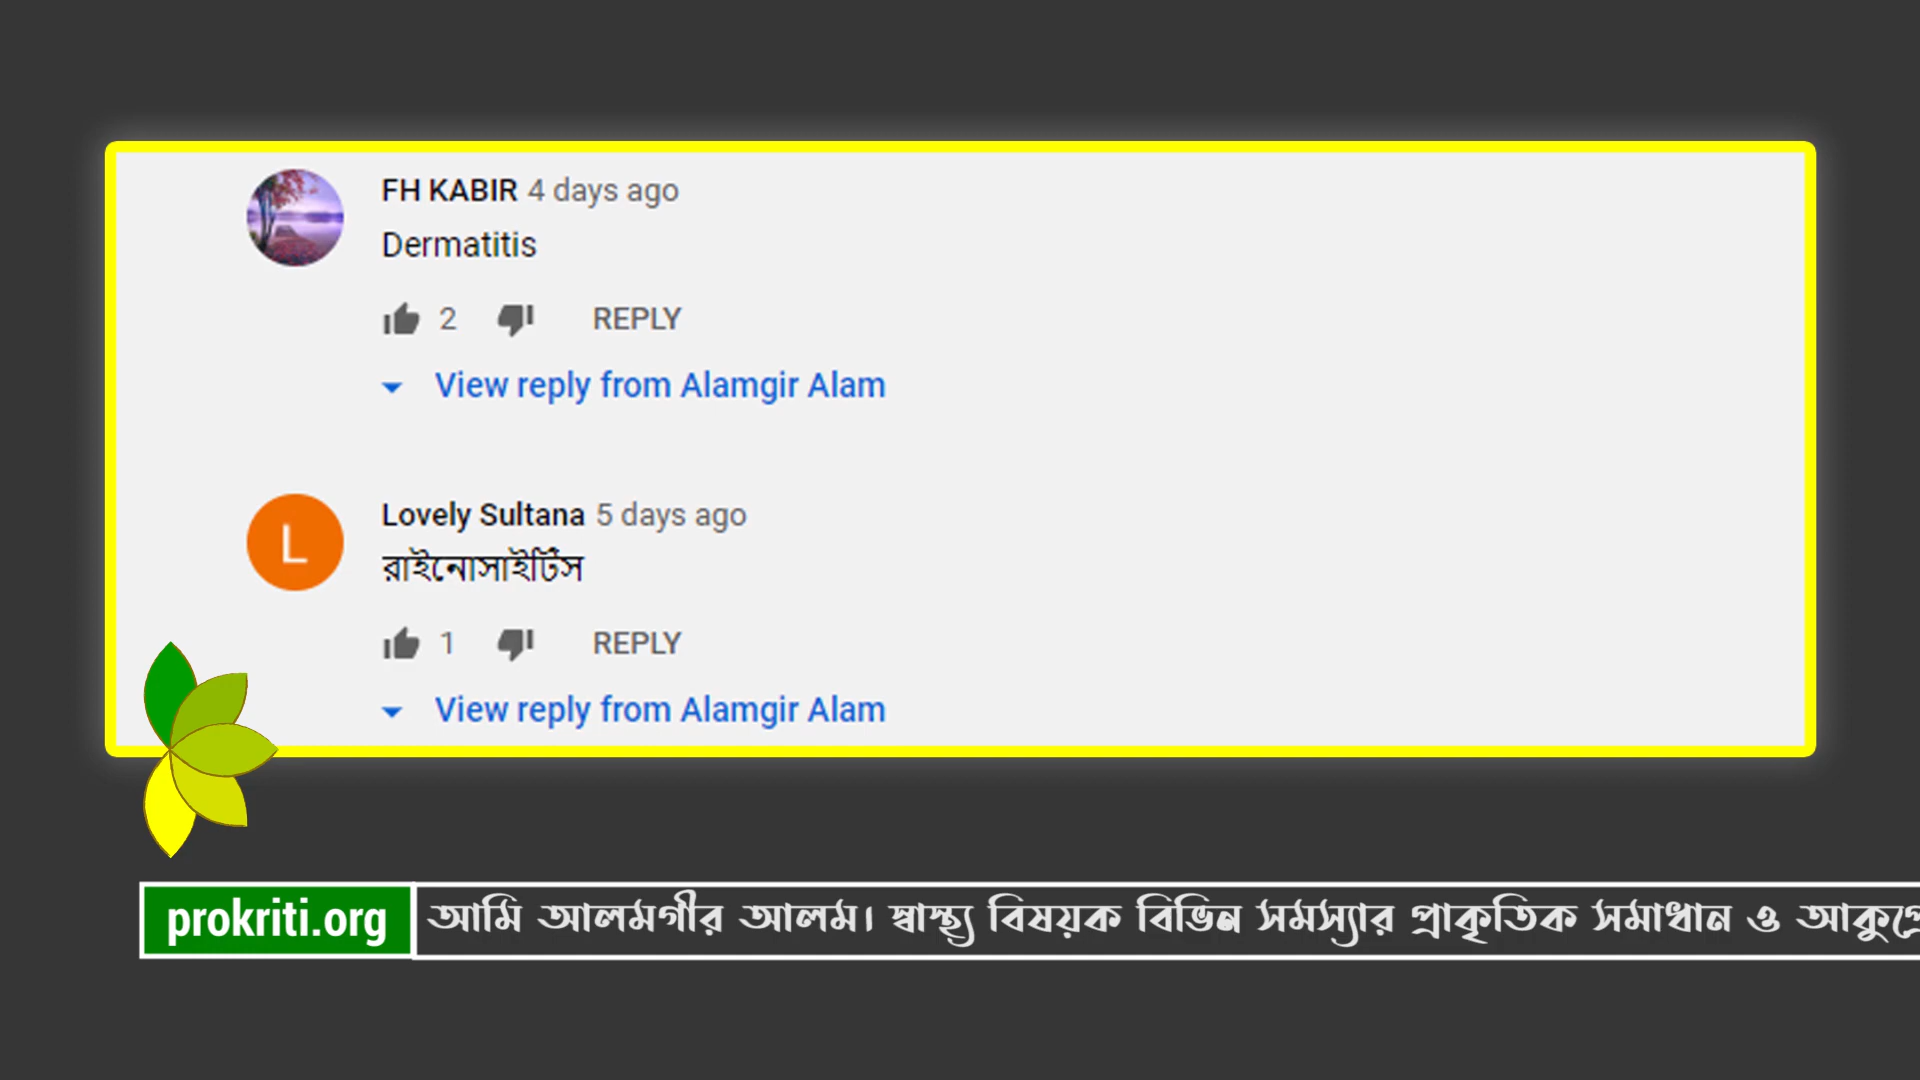 FH KABIR 4 days ago
Dermatitis
2 REPLY
View reply from Alamgir Alam
L
Lovely Sultana 5 days ago
রাইনোসাইটিস
1 REPLY
View reply from Alamgir Alam
prokriti.org
আমি আলমগীর আলম। স্বাস্থ্য বিষয়ক বিভিন্ন সমস্যার প্রাকৃতিক সমাধান ও